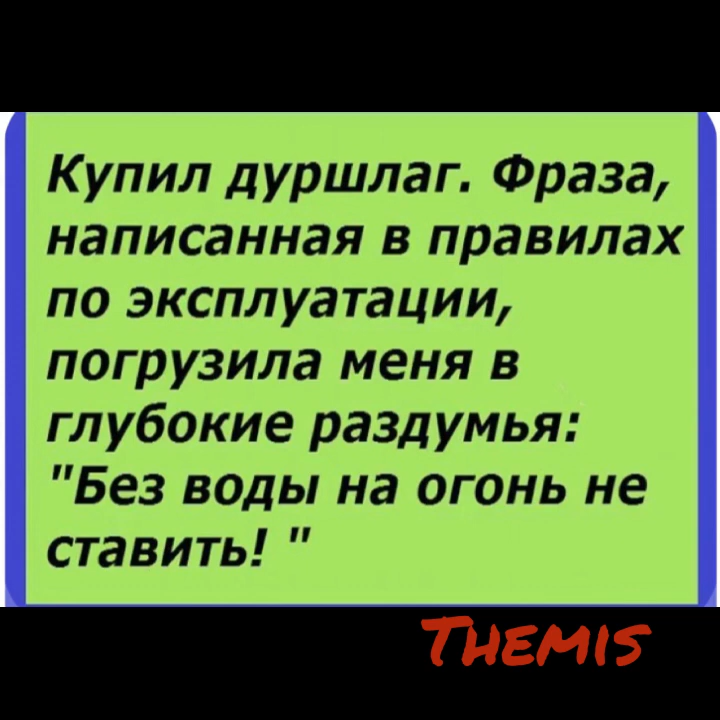 Купил дуршлаг. Фраза,
написанная в правилах
по эксплуатации,
погрузила меня в
глубокие раздумья:
"Без воды на огонь не
ставить! "
THEMIS